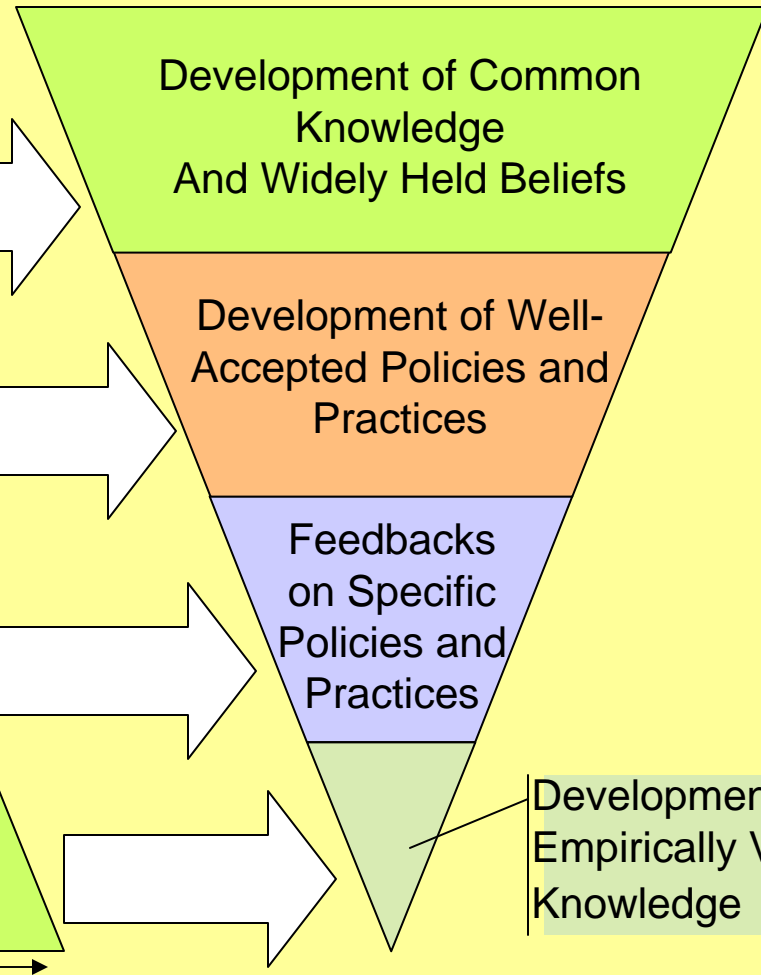 Development of Common
Knowledge
And Widely Held Beliefs
Development of Well-
Accepted Policies and
Practices
Feedbacks
on Specific
Policies and
Practices
Developmen
Empirically V
Knowledge